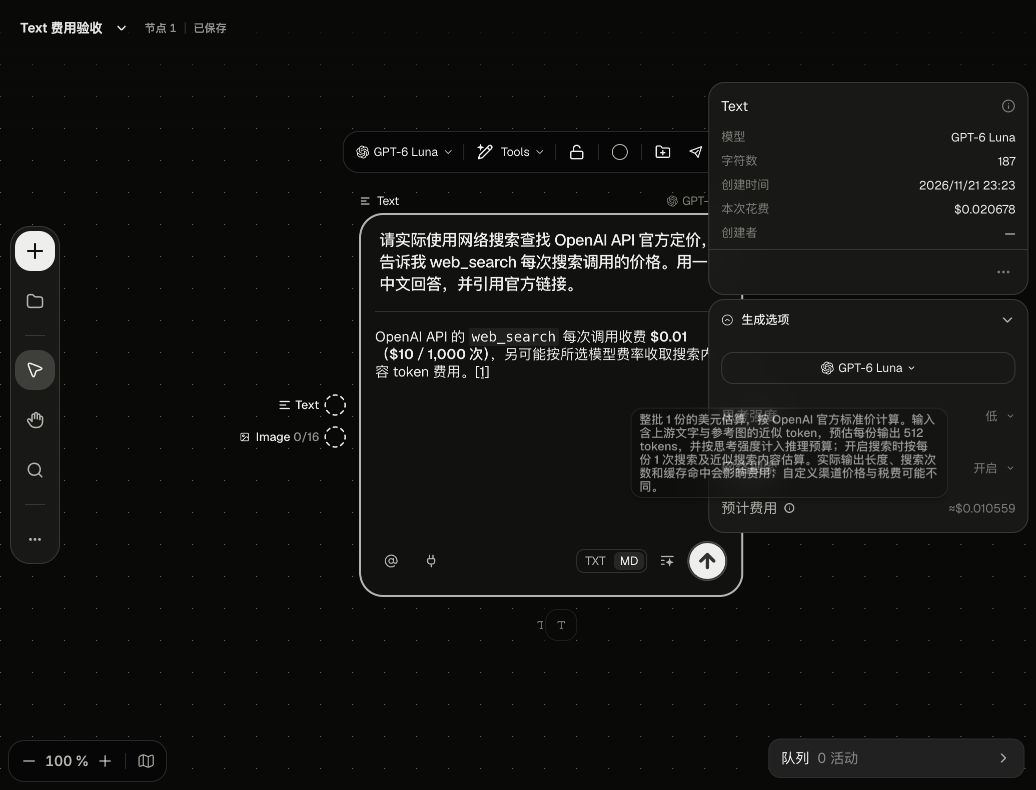 Text 费用验收
节点 1
已保存
GPT-6 Luna
Tools
Text
GPT-
请实际使用网络搜索查找 OpenAI API 官方定价，
告诉我 web_search 每次搜索调用的价格。用一
中文回答，并引用官方链接。
OpenAI API 的 web_search 每次调用收费 $0.01
（$10 / 1,000 次），另可能按所选模型费率收取搜索内
容 token 费用。[1]
Text
Image 0/16
@
TXT
MD
T
Text
模型
GPT-6 Luna
字符数
187
创建时间
2026/11/21 23:23
本次花费
$0.020678
创建者
—
生成选项
GPT-6 Luna
思考强度
低
整批 1 份的美元估算，按 OpenAI 官方标准价计算。输入
含上游文字与参考图的近似 token，预估每份输出 512
tokens，并按思考强度计入推理预算；开启搜索时按每
份 1 次搜索及近似搜索内容估算。实际输出长度、搜索次
数和缓存命中会影响费用；自定义渠道价格与税费可能不
同。
开启
预计费用
≈$0.010559
100 %
队列 0 活动